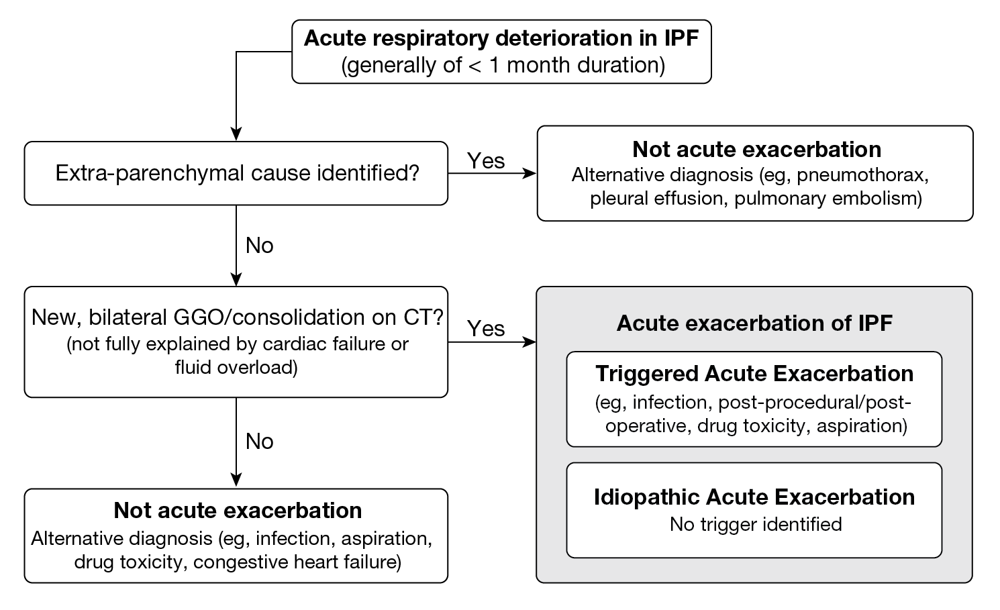 Acute respiratory deterioration in IPF
(generally of < 1 month duration)
Extra-parenchymal cause identified?
Yes
Not acute exacerbation
Alternative diagnosis (eg, pneumothorax,
pleural effusion, pulmonary embolism)
No
New, bilateral GGO/consolidation on CT?
(not fully explained by cardiac failure or
fluid overload)
Yes
Acute exacerbation of IPF
Triggered Acute Exacerbation
(eg, infection, post-procedural/post-
operative, drug toxicity, aspiration)
Idiopathic Acute Exacerbation
No trigger identified
No
Not acute exacerbation
Alternative diagnosis (eg, infection, aspiration,
drug toxicity, congestive heart failure)